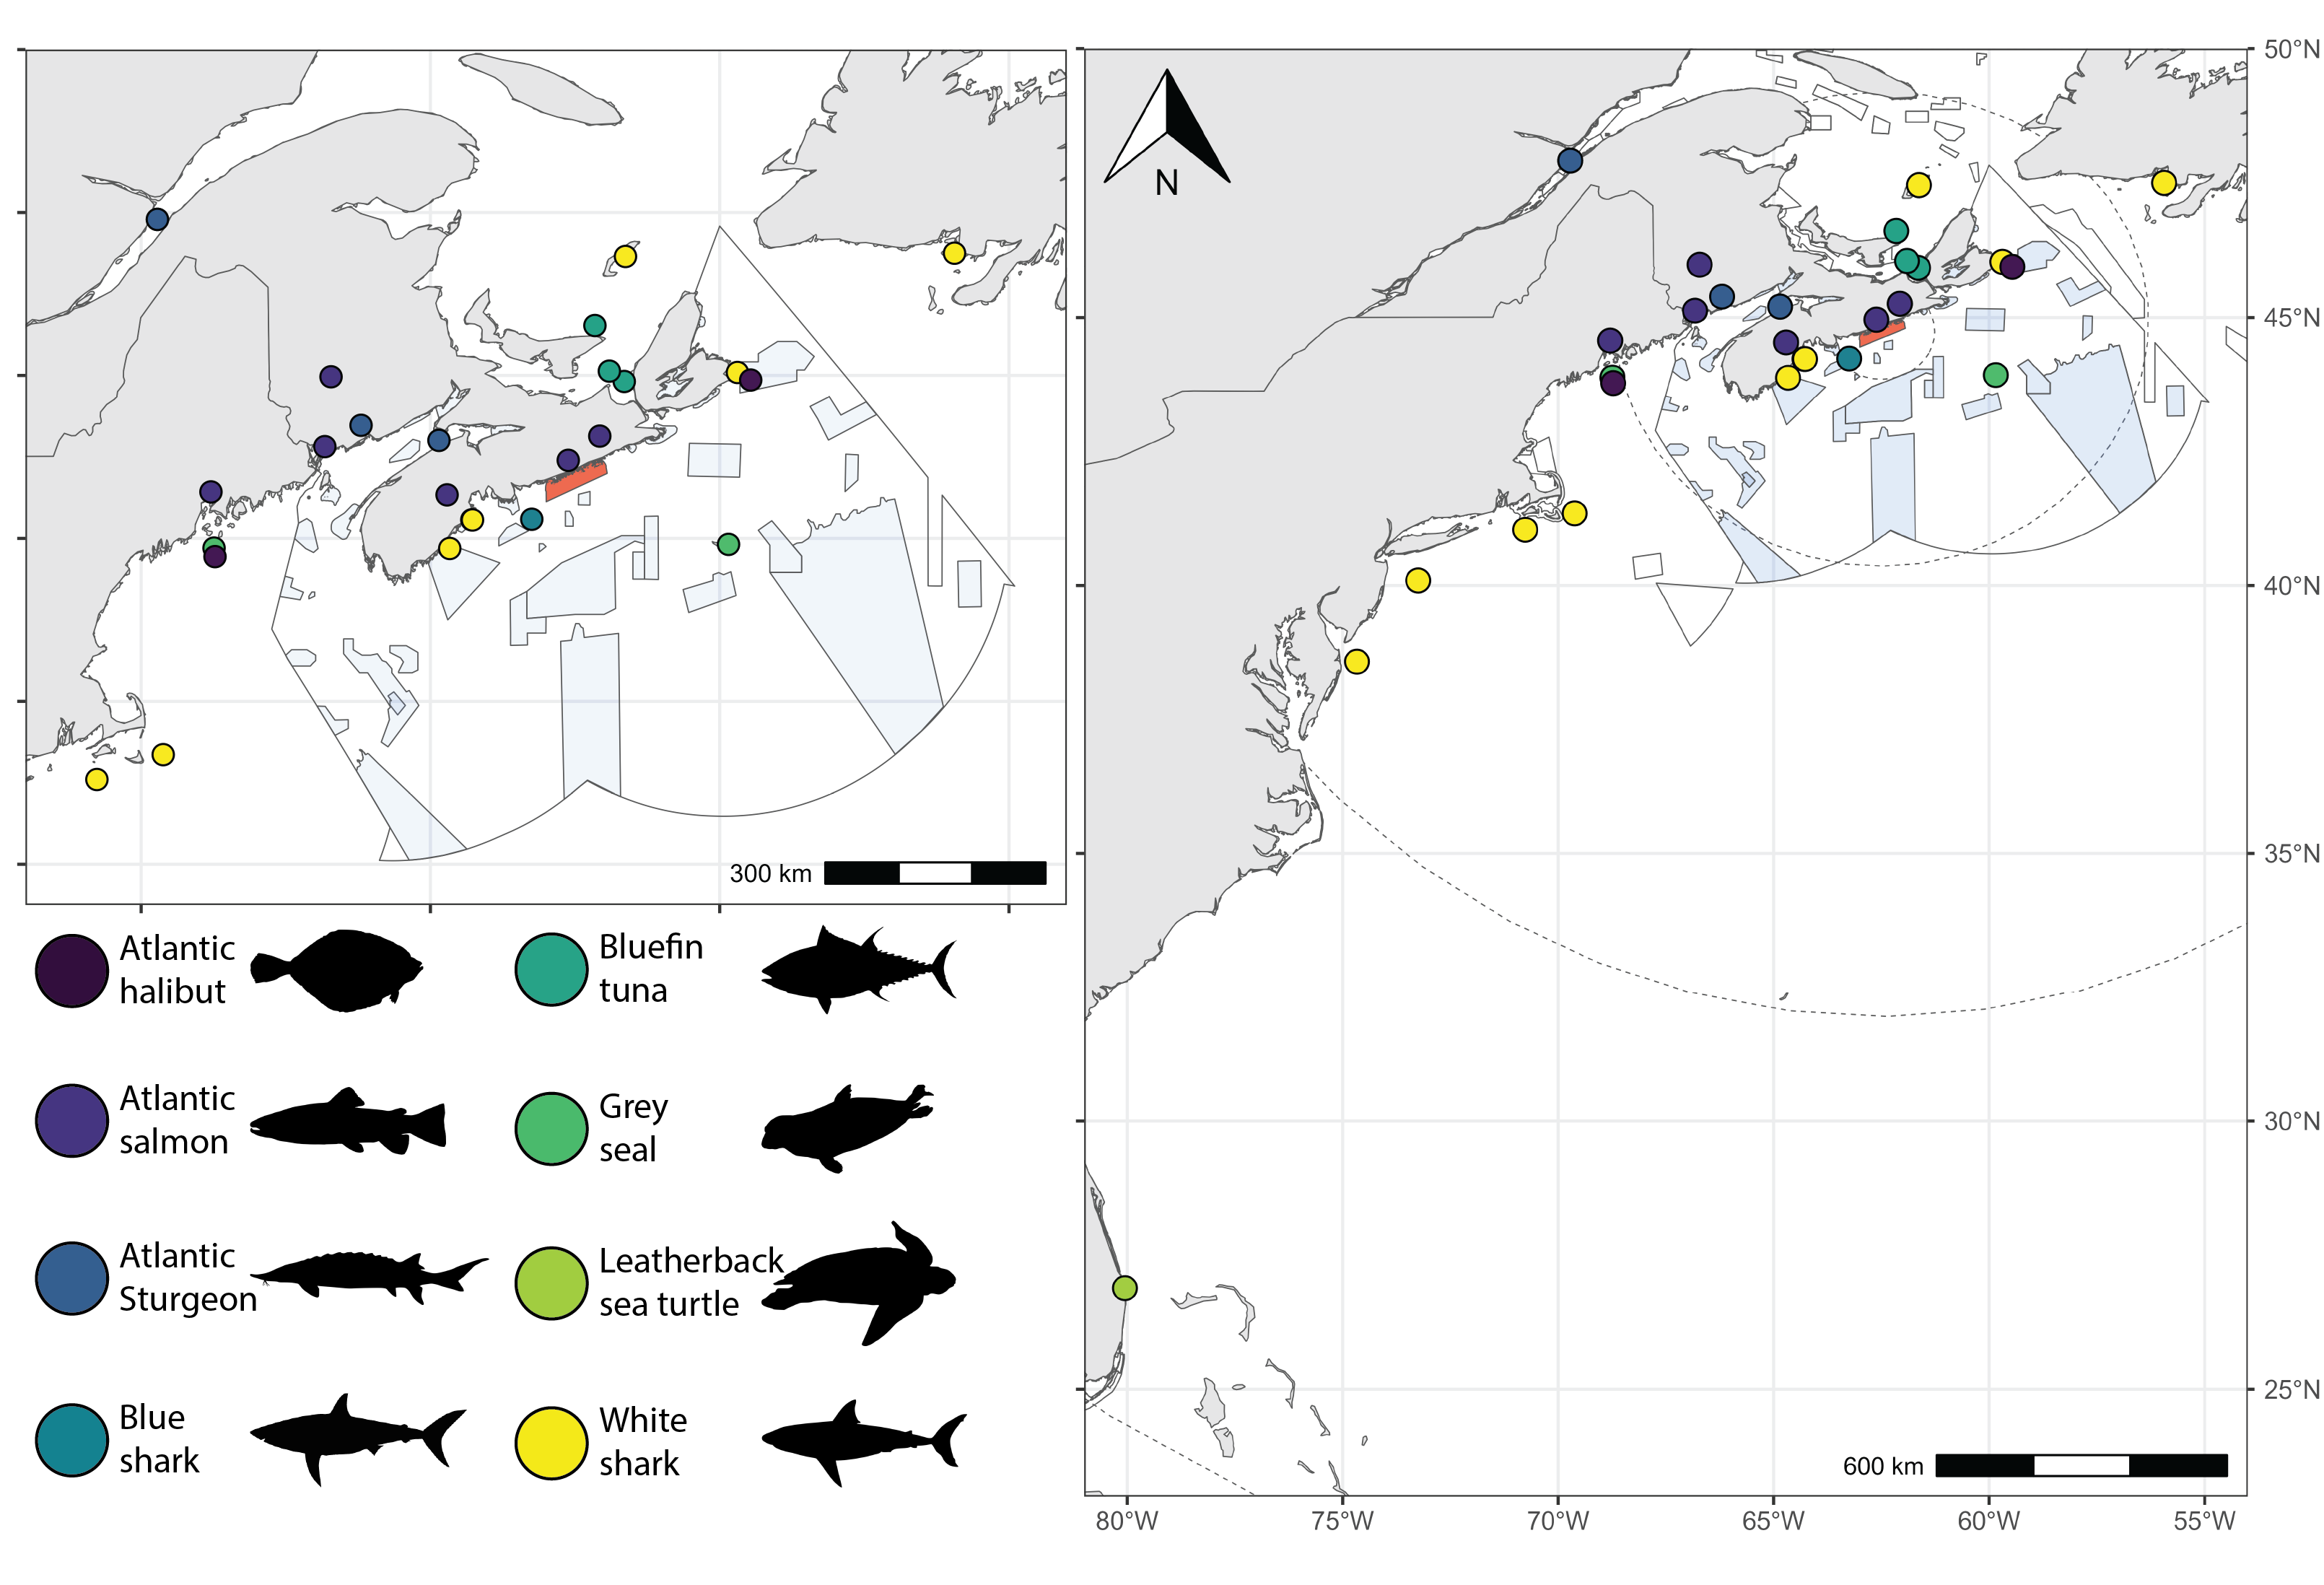 N
50°N
45°N
40°N
35°N
30°N
25°N
80°W
75°W
70°W
65°W
60°W
55°W
300 km
600 km
Atlantic
halibut
Bluefin
tuna
Atlantic
salmon
Grey
seal
Atlantic
Sturgeon
Leatherback
sea turtle
Blue
shark
White
shark